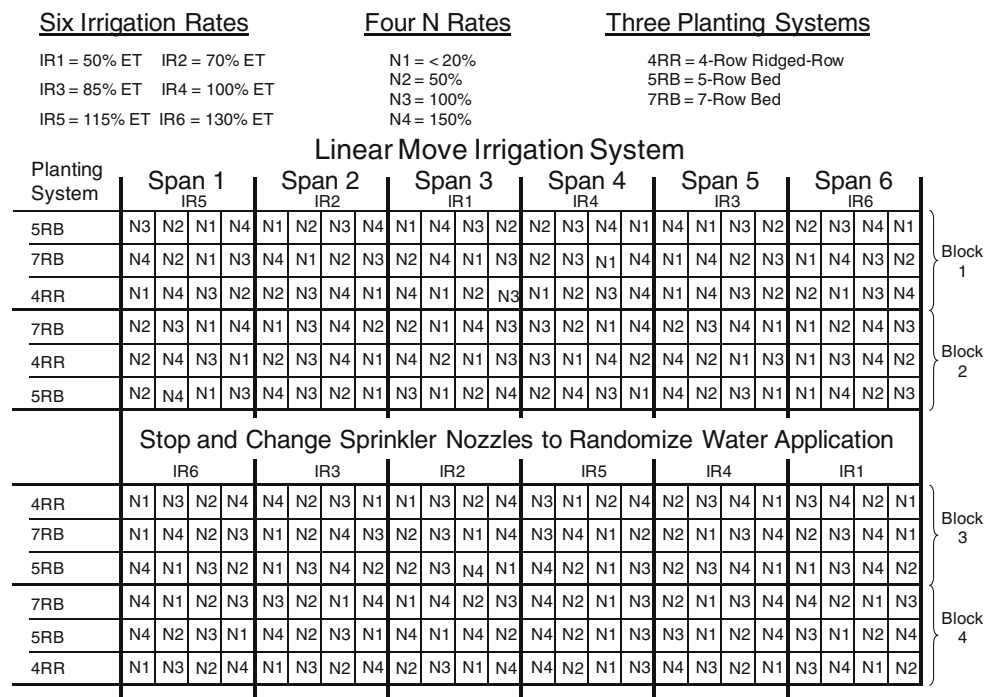 Six Irrigation Rates Four N Rates Three Planting Systems
IR1 = 50% ET IR2 = 70% ET N1 = < 20% 4RR = 4-Row Ridged-Row
N2 = 50% 5RB = 5-Row Bed
IR3 = 85% ET IR4 = 100% ET N3 = 100% 7RB = 7-Row Bed
IR5 = 115% ET IR6 = 130% ET N4 = 150%
Linear Move Irrigation System
Planting System Span 1 Span 2 Span 3 Span 4 Span 5 Span 6
IR5 IR2 IR1 IR4 IR3 IR6
5RB N3 N2 N1 N4 N1 N2 N3 N4 N1 N4 N3 N2 N2 N3 N4 N1 N4 N1 N3 N2 N2 N3 N4 N1
7RB N4 N2 N1 N3 N4 N1 N2 N3 N2 N4 N1 N3 N2 N3 N1 N4 N1 N4 N2 N3 N1 N4 N3 N2
Block 1
4RR N1 N4 N3 N2 N2 N3 N4 N1 N4 N1 N2 N3 N1 N2 N3 N4 N1 N4 N3 N2 N2 N1 N3 N4
7RB N2 N3 N1 N4 N1 N3 N4 N2 N2 N1 N4 N3 N3 N2 N1 N4 N2 N3 N4 N1 N1 N2 N4 N3
4RR N2 N4 N3 N1 N2 N3 N4 N1 N4 N2 N1 N3 N3 N1 N4 N2 N4 N2 N1 N3 N1 N3 N4 N2
Block 2
5RB N2 N4 N1 N3 N4 N3 N2 N1 N3 N1 N2 N4 N2 N4 N3 N1 N4 N2 N3 N1 N1 N4 N2 N3
Stop and Change Sprinkler Nozzles to Randomize Water Application
IR6 IR3 IR2 IR5 IR4 IR1
4RR N1 N3 N2 N4 N4 N2 N3 N1 N1 N3 N2 N4 N3 N1 N2 N4 N2 N3 N4 N1 N3 N4 N2 N1
7RB N1 N4 N2 N3 N1 N2 N4 N3 N2 N3 N1 N4 N3 N4 N1 N2 N2 N1 N3 N4 N2 N3 N4 N1
Block 3
5RB N4 N1 N3 N2 N1 N3 N4 N2 N2 N3 N4 N1 N4 N2 N1 N3 N2 N3 N4 N1 N1 N3 N4 N2
7RB N4 N1 N2 N3 N3 N2 N1 N4 N1 N4 N2 N3 N4 N2 N1 N3 N2 N1 N3 N4 N4 N2 N1 N3
5RB N4 N2 N3 N1 N4 N2 N3 N1 N4 N1 N4 N2 N4 N2 N1 N3 N3 N1 N2 N4 N3 N1 N2 N4
Block 4
4RR N1 N3 N2 N4 N1 N3 N2 N4 N2 N3 N1 N4 N4 N2 N1 N3 N4 N3 N2 N1 N3 N4 N1 N2